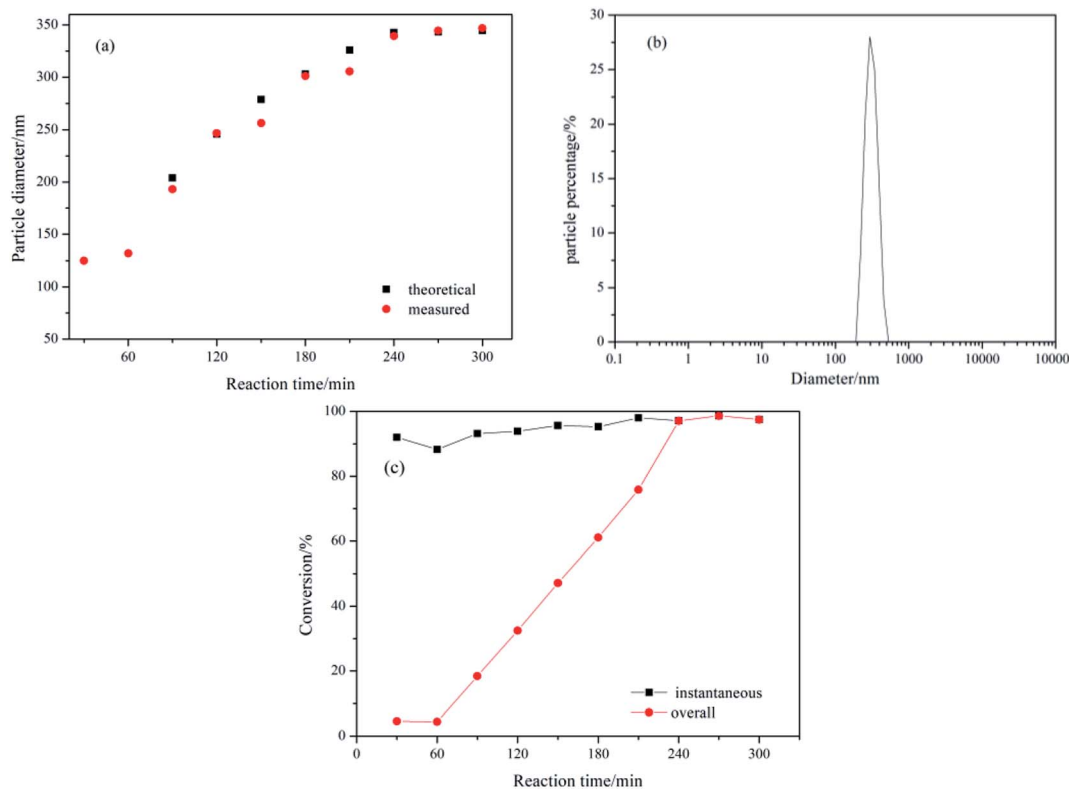 (a)
350
300
250
200
150
100
50
Particle diameter/nm
theoretical
measured
60 120 180 240 300
Reaction time/min
(b)
30
25
20
15
10
5
0
particle percentage/%
0.1 1 10 100 1000 10000 10000
Diameter/nm
(c)
100
80
60
40
20
0
Conversion/%
instantaneous
overall
0 60 120 180 240 300
Reaction time/min